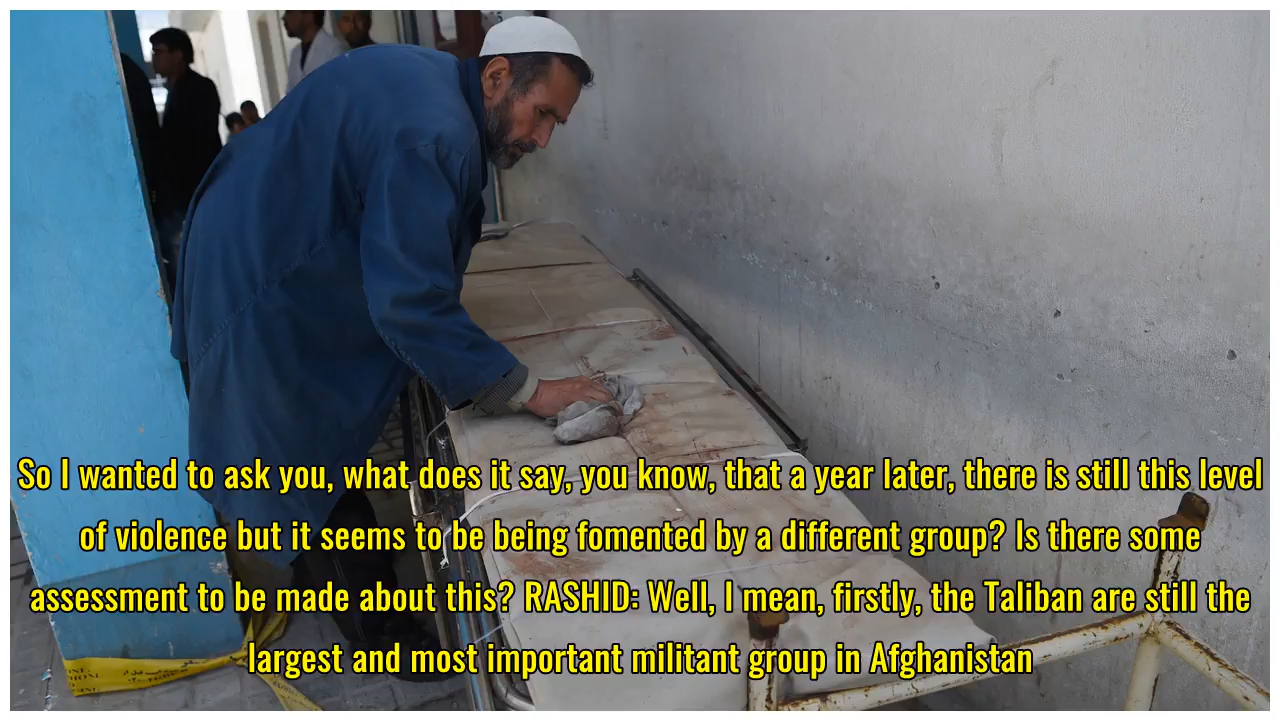 So I wanted to ask you, what does it say, you know, that a year later, there is still this level
of violence but it seems to be being fomented by a different group? Is there some
assessment to be made about this? RASHID: Well, I mean, firstly, the Taliban are still the
largest and most important militant group in Afghanistan